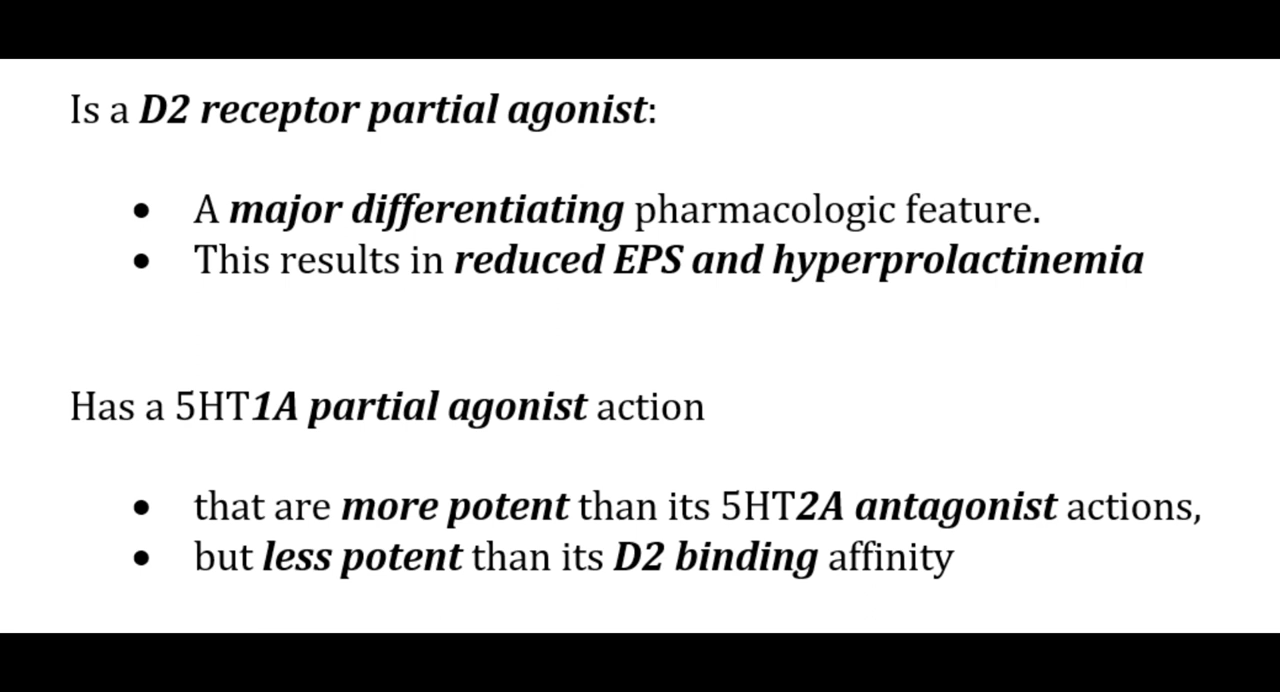 Is a D2 receptor partial agonist:
• A major differentiating pharmacologic feature.
• This results in reduced EPS and hyperprolactinemia
Has a 5HT1A partial agonist action
• that are more potent than its 5HT2A antagonist actions,
• but less potent than its D2 binding affinity